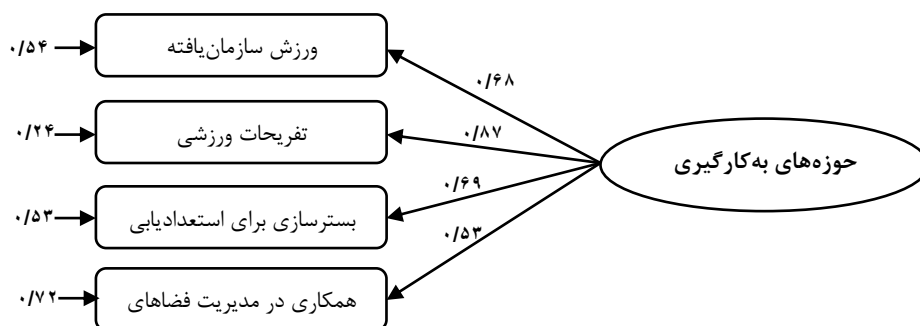 ورزش سازمان‌یافته
۰/۵۴
۰/۶۸
تفریحات ورزشی
۰/۲۴
۰/۸۷
حوزه‌های به‌کارگیری
بسترسازی برای استعدادیابی
۰/۵۳
۰/۶۹
همکاری در مدیریت فضاهای
۰/۷۲
۰/۵۳